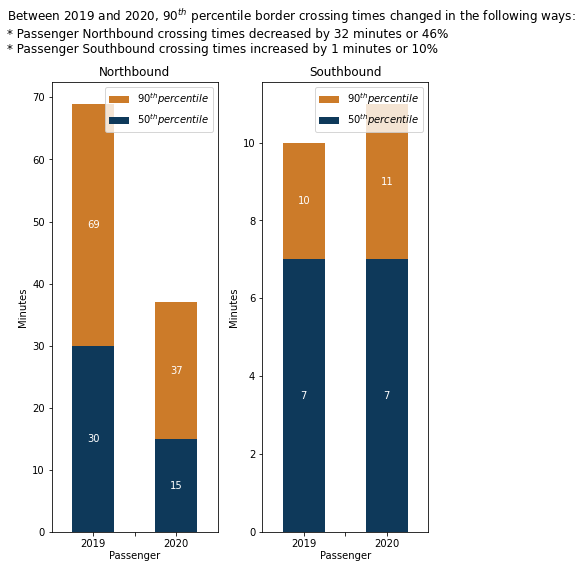 Between 2019 and 2020, 90th percentile border crossing times changed in the following ways:
* Passenger Northbound crossing times decreased by 32 minutes or 46%
* Passenger Southbound crossing times increased by 1 minutes or 10%
Northbound
90th percentile
50th percentile
70
60
50
40
30
20
10
0
Minutes
69
30
37
15
2019 2020
Passenger
Southbound
90th percentile
50th percentile
10
8
6
4
2
0
Minutes
10
7
11
7
2019 2020
Passenger